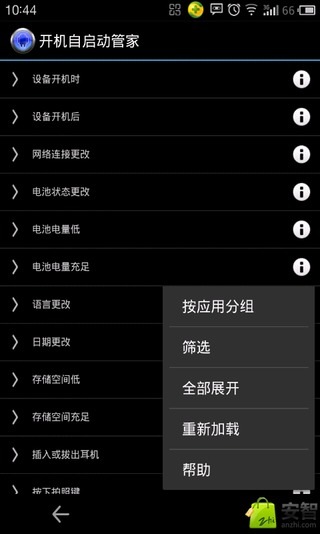 10:44
3G
66
开机自启动管家
设备开机时
设备开机后
网络连接更改
电池状态更改
电池电量低
电池电量充足
语言更改
日期更改
存储空间低
存储空间充足
插入或拔出耳机
按下拍照键
按应用分组
筛选
全部展开
重新加载
帮助
安智
anzhi.com